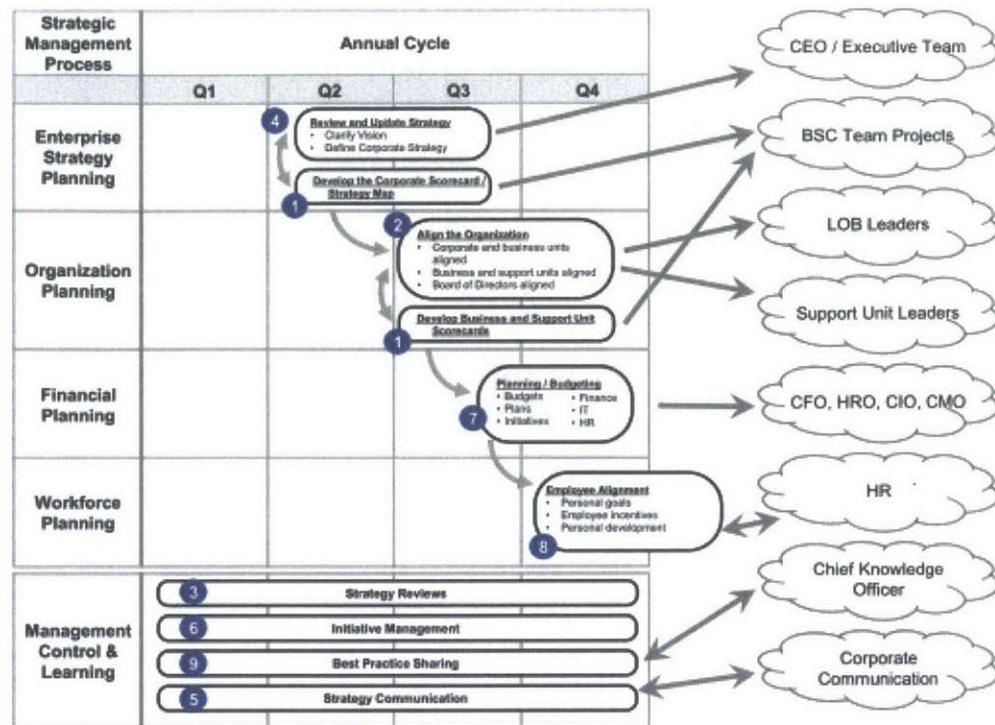 Strategic
Management
Process
Annual Cycle
Q1 Q2 Q3 Q4
Enterprise
Strategy
Planning
4
Review and Update Strategy
• Clarify Vision
• Define Corporate Strategy
Develop the Corporate Scorecard /
Strategy Map
1
Organization
Planning
2
Align the Organization
• Corporate and business units
aligned
• Business and support units aligned
• Board of Directors aligned
Develop Business and Support Unit
Scorecards
1
Financial
Planning
Planning / Budgeting
• Budgets • Finance
• Plans • IT
• Initiatives • HR
7
Workforce
Planning
Employee Alignment
• Personal goals
• Employee incentives
• Personal development
8
Management
Control &
Learning
3 Strategy Reviews
6 Initiative Management
9 Best Practice Sharing
5 Strategy Communication
CEO / Executive Team
BSC Team Projects
LOB Leaders
Support Unit Leaders
CFO, HRO, CIO, CMO
HR
Chief Knowledge
Officer
Corporate
Communication